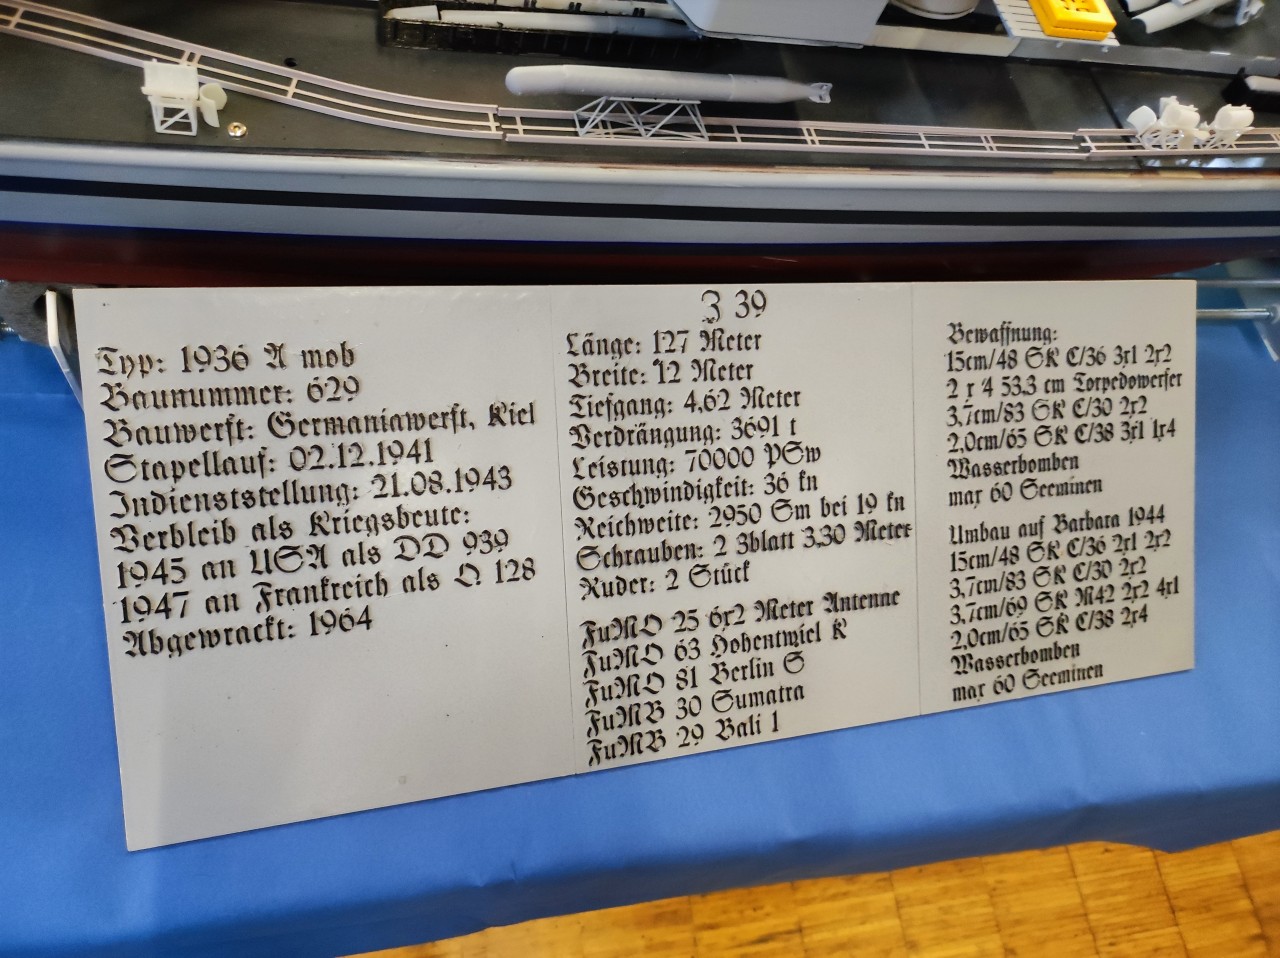 Z 39
Typ: 1936 A mob
Baunummer: 629
Bauwerft: Germaniawerft, Kiel
Stapellauf: 02.12.1941
Indienststellung: 21.08.1943
Verbleib als Kriegsbeute:
1945 an USA als DD 939
1947 an Frankreich als Q 128
Abgewrackt: 1964
Länge: 127 Meter
Breite: 12 Meter
Tiefgang: 4,62 Meter
Verdrängung: 3691 t
Leistung: 70000 PSw
Geschwindigkeit: 36 kn
Reichweite: 2950 Sm bei 19 kn
Schrauben: 2 3blatt 3,30 Meter
Ruder: 2 Stück
FuMO 25 6x2 Meter Antenne
FuMO 63 Hohentwiel K
FuMO 81 Berlin S
FuMB 30 Sumatra
FuMB 29 Bali 1
Bewaffnung:
15cm/48 SK C/36 3x1 2x2
2 x 4 53,3 cm Torpedowerfer
3,7cm/83 SK C/30 2x2
2,0cm/65 SK C/38 3x1 1x4
Wasserbomben
max 60 Seeminen
Umbau auf Barbara 1944
15cm/48 SK C/36 2x1 2x2
3,7cm/83 SK C/30 2x2
3,7cm/69 SK M42 2x2 4x1
2,0cm/65 SK C/38 2x4
Wasserbomben
max 60 Seeminen